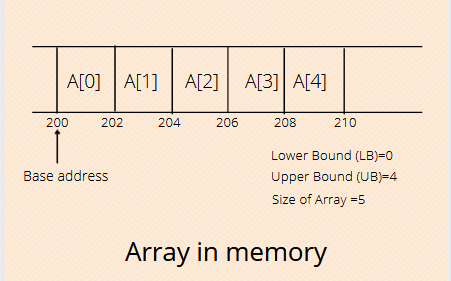 A[0] A[1] A[2] A[3] A[4]
200 202 204 206 208 210
Base address
Lower Bound (LB)=0
Upper Bound (UB)=4
Size of Array =5
Array in memory